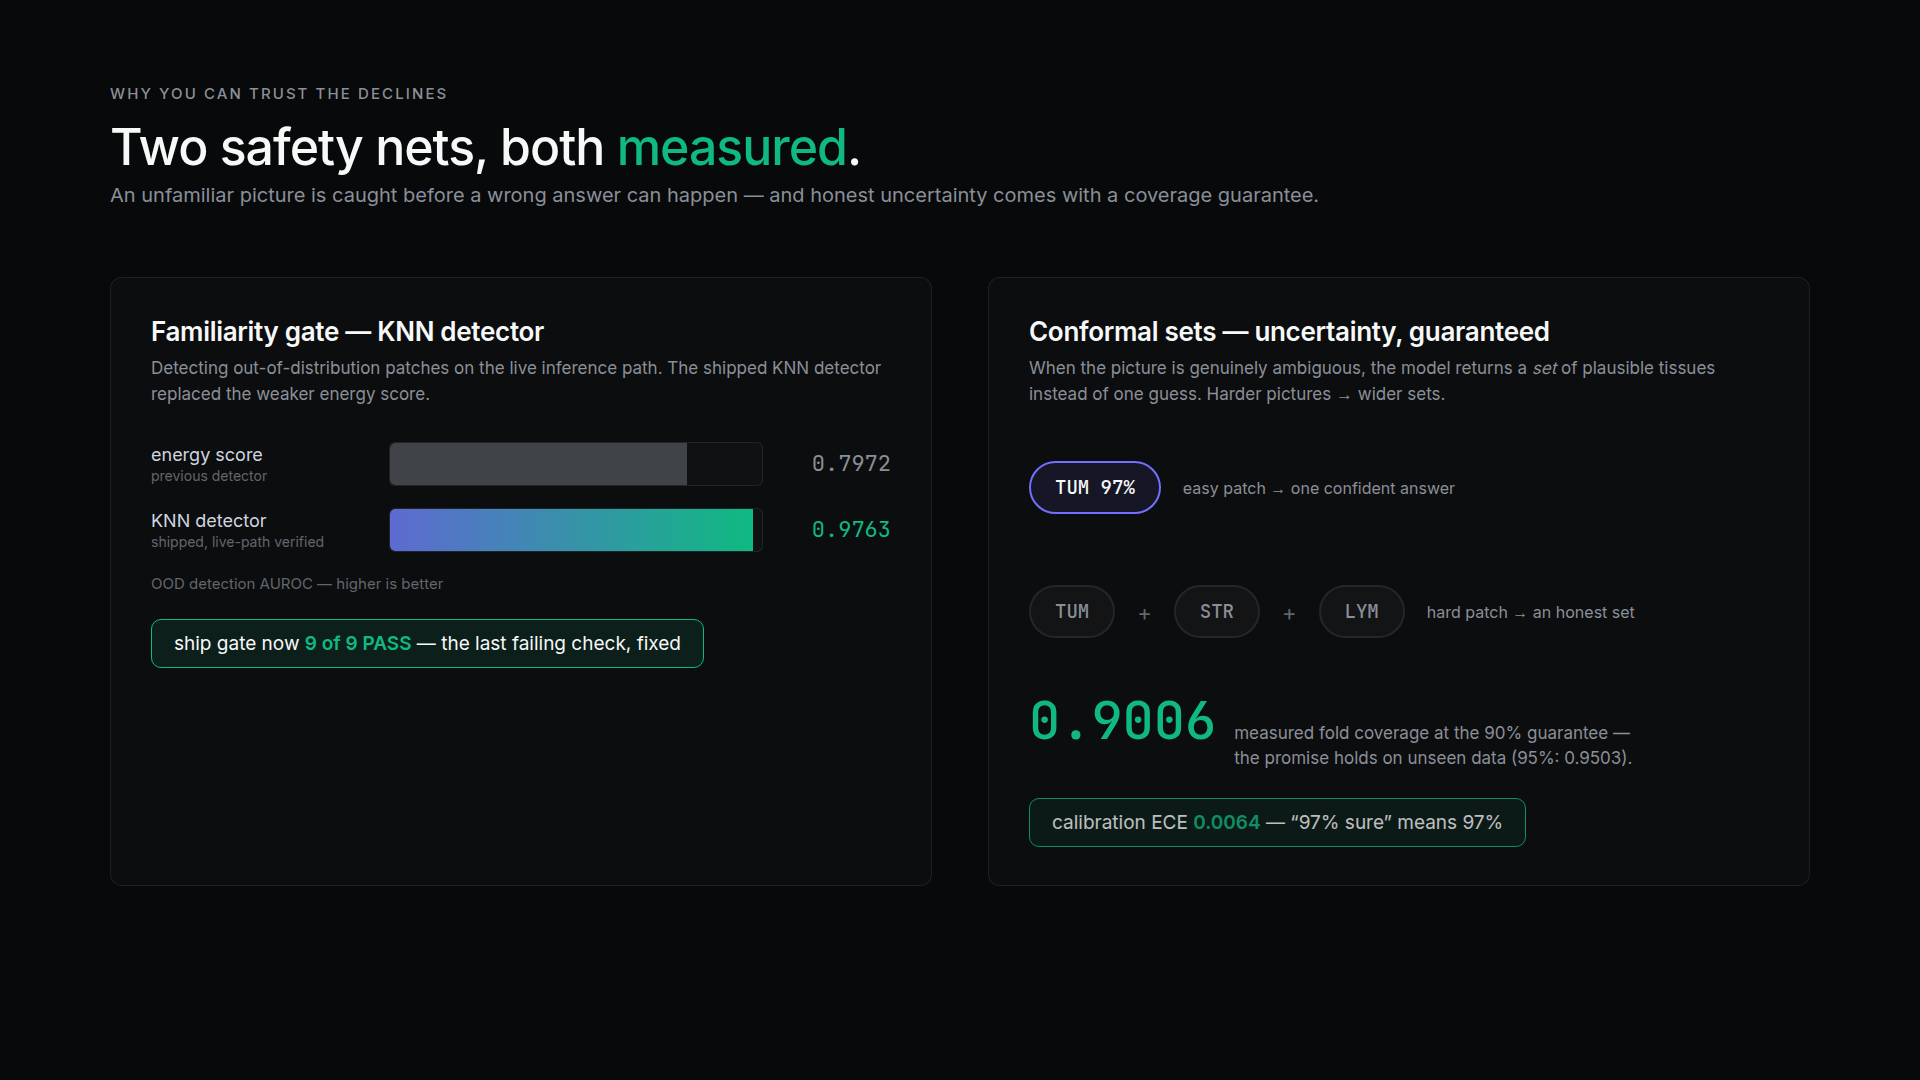 WHY YOU CAN TRUST THE DECLINES
Two safety nets, both measured.
An unfamiliar picture is caught before a wrong answer can happen — and honest uncertainty comes with a coverage guarantee.
Familiarity gate — KNN detector
Detecting out-of-distribution patches on the live inference path. The shipped KNN detector
replaced the weaker energy score.
energy score
previous detector
0.7972
KNN detector
shipped, live-path verified
0.9763
OOD detection AUROC — higher is better
ship gate now 9 of 9 PASS — the last failing check, fixed
Conformal sets — uncertainty, guaranteed
When the picture is genuinely ambiguous, the model returns a set of plausible tissues
instead of one guess. Harder pictures → wider sets.
TUM 97%
easy patch → one confident answer
TUM + STR + LYM
hard patch → an honest set
0.9006
measured fold coverage at the 90% guarantee —
the promise holds on unseen data (95%: 0.9503).
calibration ECE 0.0064 — “97% sure” means 97%